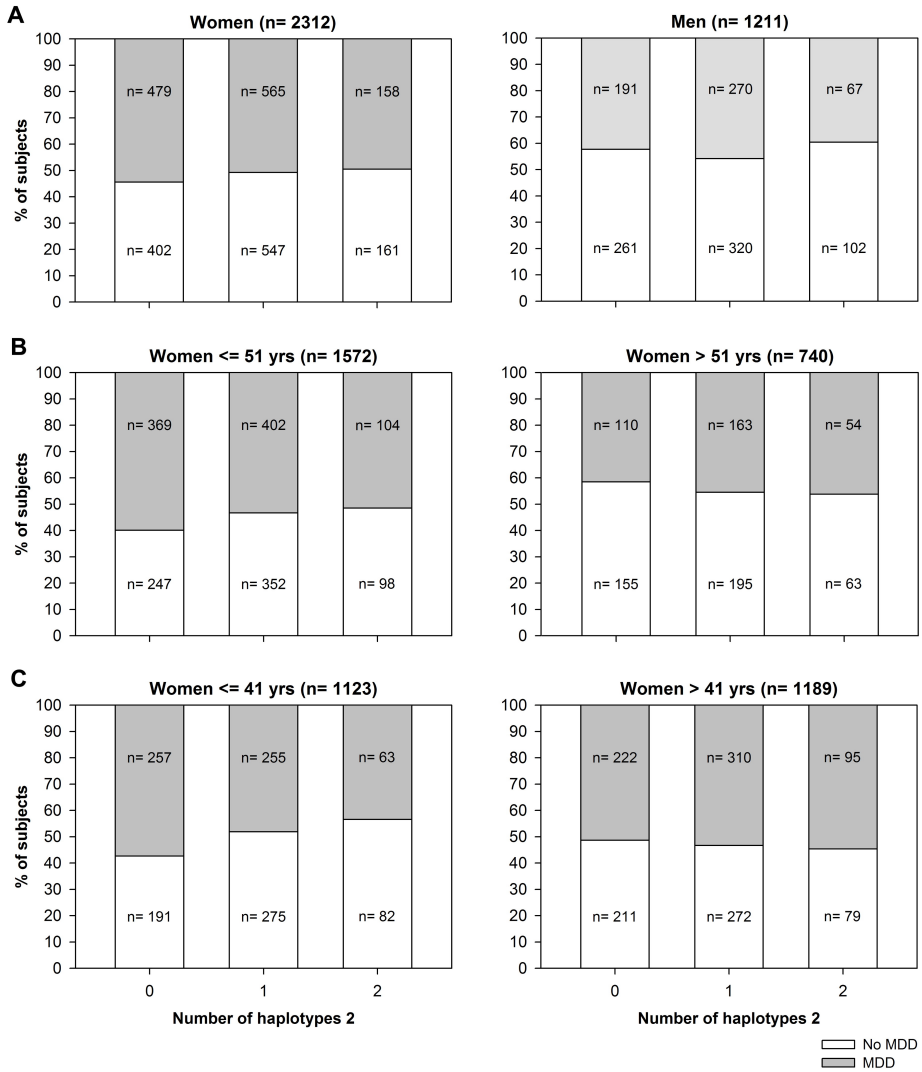 A
Women (n= 2312)
Men (n= 1211)
% of subjects
100
90
80
70
60
50
40
30
20
10
0
n= 479
n= 565
n= 158
n= 402
n= 547
n= 161
100
90
80
70
60
50
40
30
20
10
0
n= 191
n= 270
n= 67
n= 261
n= 320
n= 102
B
Women <= 51 yrs (n= 1572)
Women > 51 yrs (n= 740)
% of subjects
100
90
80
70
60
50
40
30
20
10
0
n= 369
n= 402
n= 104
n= 247
n= 352
n= 98
100
90
80
70
60
50
40
30
20
10
0
n= 110
n= 163
n= 54
n= 155
n= 195
n= 63
C
Women <= 41 yrs (n= 1123)
Women > 41 yrs (n= 1189)
% of subjects
100
90
80
70
60
50
40
30
20
10
0
n= 257
n= 255
n= 63
n= 191
n= 275
n= 82
0 1 2
Number of haplotypes 2
100
90
80
70
60
50
40
30
20
10
0
n= 222
n= 310
n= 95
n= 211
n= 272
n= 79
0 1 2
Number of haplotypes 2
No MDD
MDD